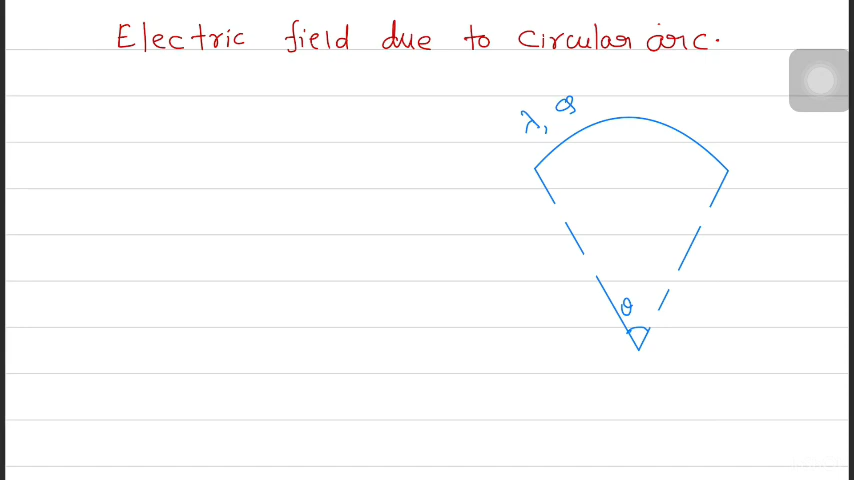 Electric field due to circular arc.
λ, Q
θ